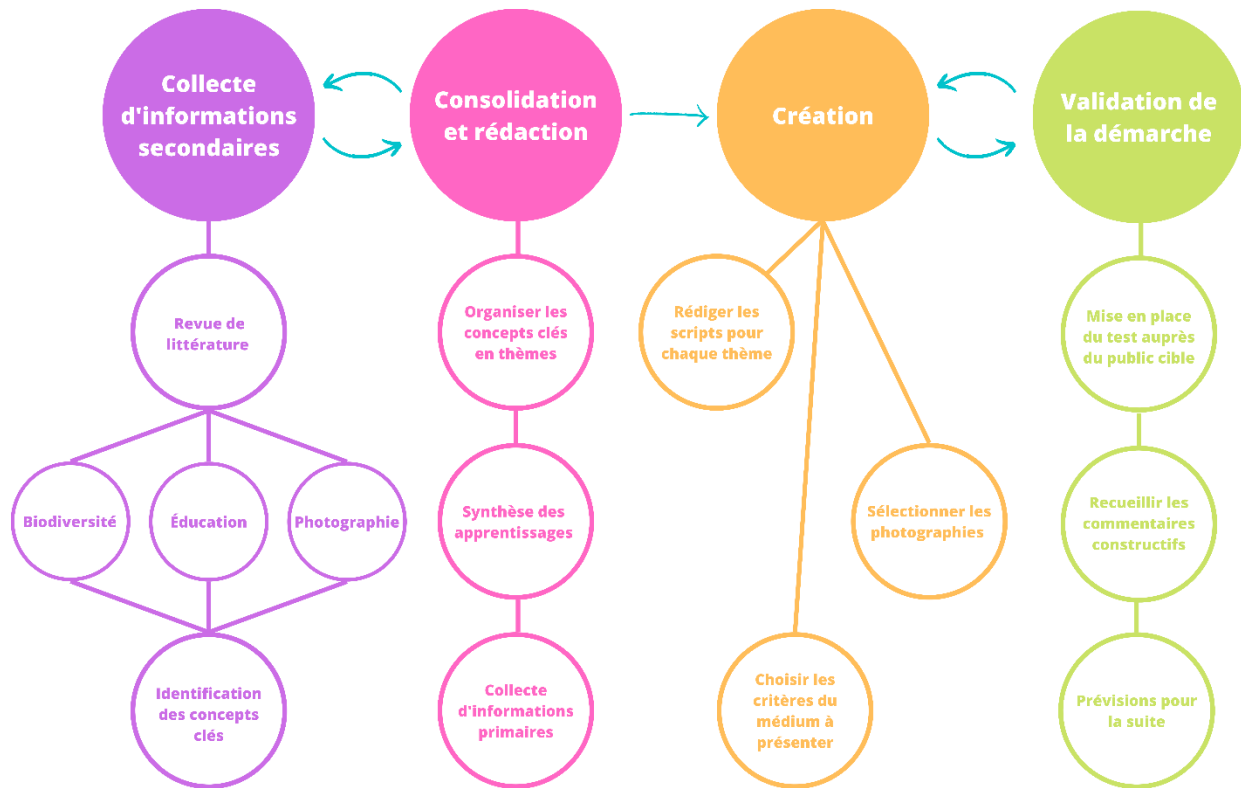 Collecte
d'informations
secondaires
Consolidation
et rédaction
Création
Validation de
la démarche
Revue de
littérature
Biodiversité
Éducation
Photographie
Identification
des concepts
clés
Organiser les
concepts clés
en thèmes
Synthèse des
apprentissages
Collecte
d'informations
primaires
Rédiger les
scripts pour
chaque thème
Sélectionner les
photographies
Choisir les
critères du
médium à
présenter
Mise en place
du test auprès
du public cible
Recueillir les
commentaires
constructifs
Prévisions pour
la suite